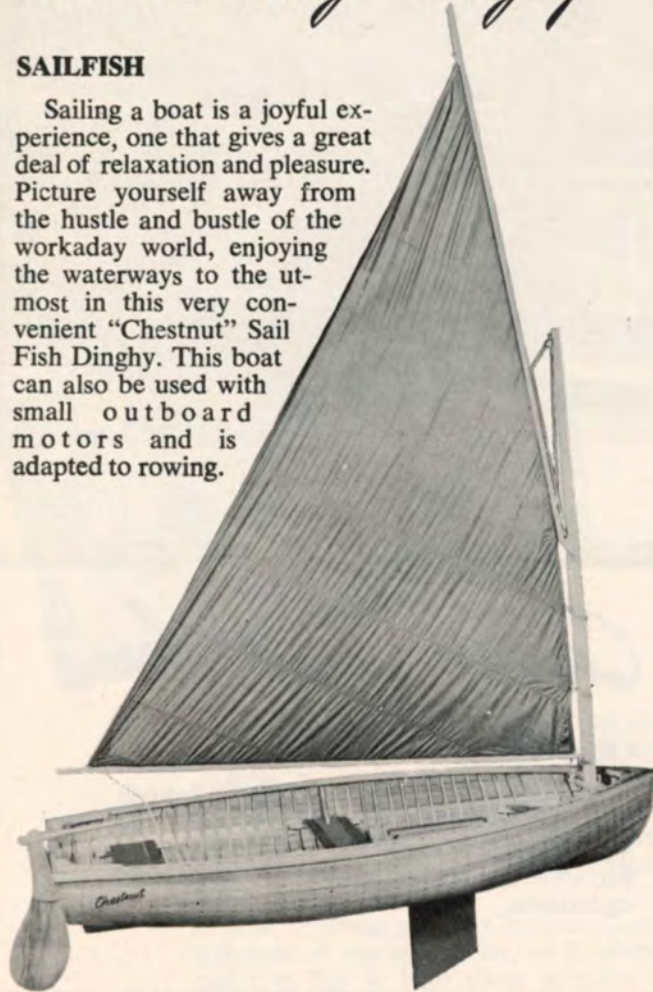 SAILFISH
Sailing a boat is a joyful ex-
perience, one that gives a great
deal of relaxation and pleasure.
Picture yourself away from
the hustle and bustle of the
workaday world, enjoying
the waterways to the ut-
most in this very con-
venient “Chestnut” Sail
Fish Dinghy. This boat
can also be used with
small outboard
motors and is
adapted to rowing.
Chestnut